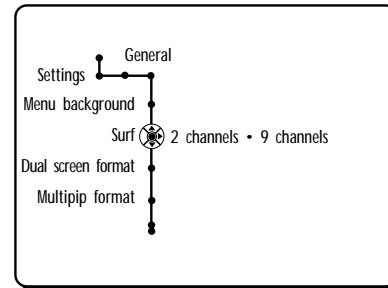 General
Settings
Menu background
Surf 2 channels • 9 channels
Dual screen format
Multipip format